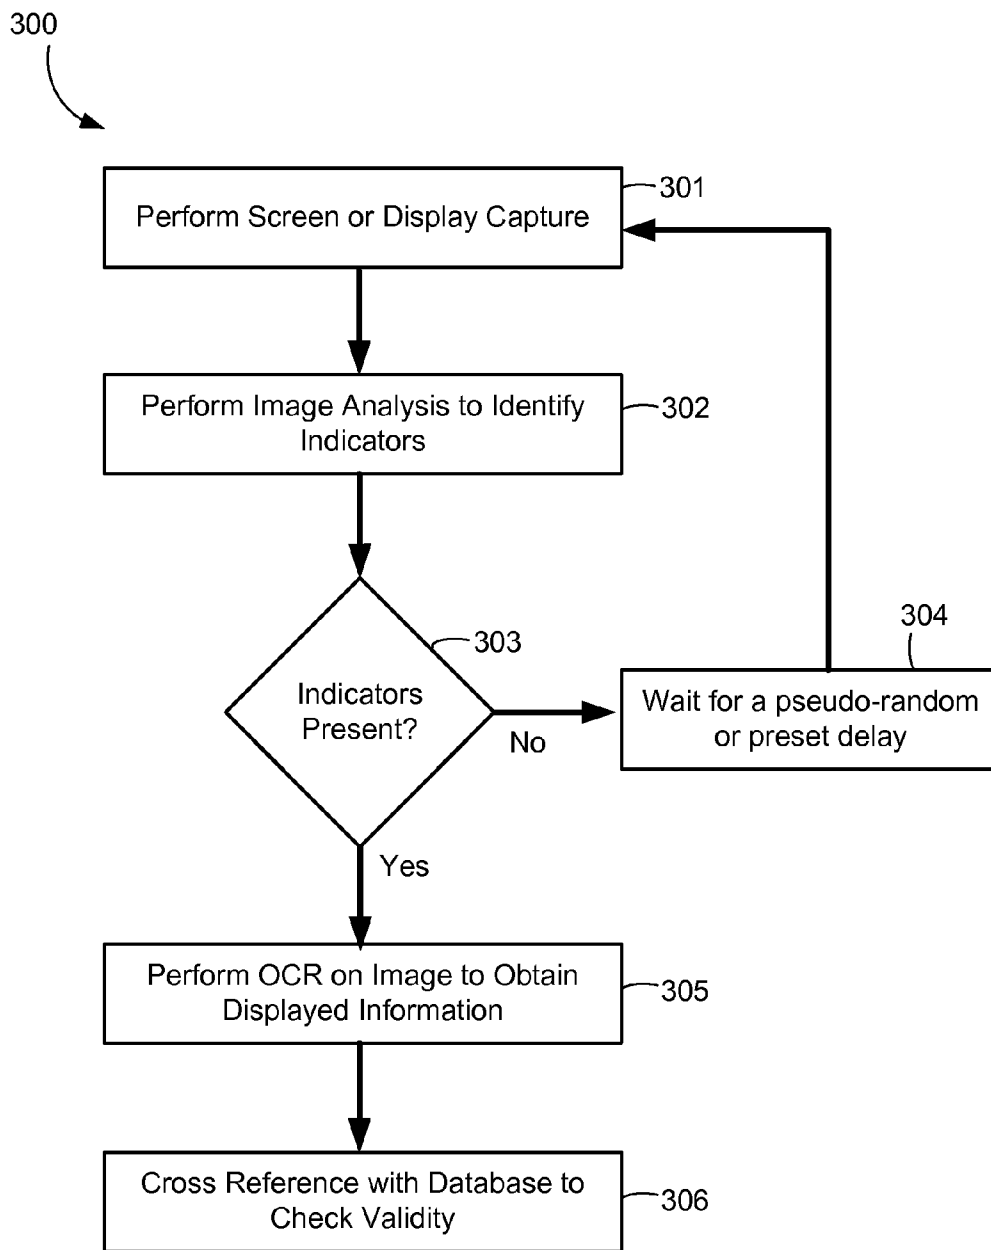 300
301
Perform Screen or Display Capture
Perform Image Analysis to Identify
Indicators
302
303
Indicators
Present?
No
304
Wait for a pseudo-random
or preset delay
Yes
Perform OCR on Image to Obtain
Displayed Information
305
Cross Reference with Database to
Check Validity
306